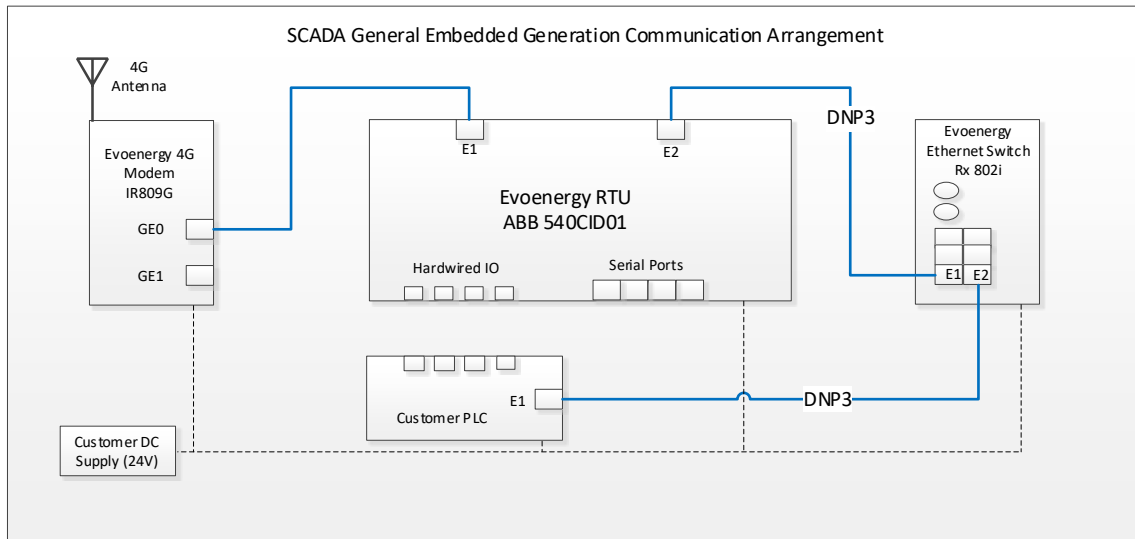 SCADA General Embedded Generation Communication Arrangement
4G
Antenna
Evoenergy 4G
Modem
IR809G
GE0
GE1
E1
E2
Evoenergy RTU
ABB 540CID01
Hardwired IO
Serial Ports
DNP3
Evoenergy
Ethernet Switch
Rx 802i
E1
E2
E1
Customer PLC
DNP3
Customer DC
Supply (24V)